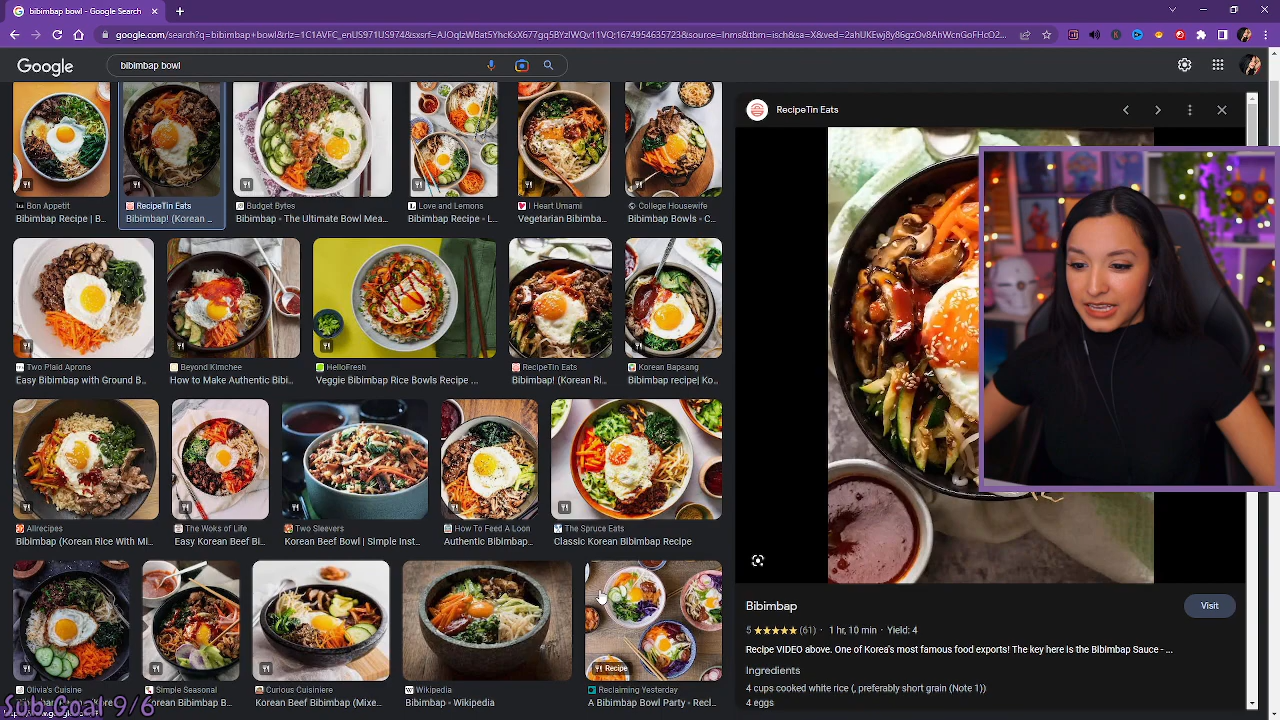 bibimbap bowl - Google Search
google.com/search?q=bibimbap+bowl&rlz=1C1AVFC_enUS971US974&sxsrf=
Google
bibimbap bowl
RecipeTin Eats
Bon Appetit
RecipeTin Eats
Budget Bytes
Love and Lemons
I Heart Umami
College Housewife
Bibimbap Recipe | B...
Bibimbap! (Korean ...
Bibimbap - The Ultimate Bowl Mea...
Bibimbap Recipe - L...
Vegetarian Bibimba...
Bibimbap Bowls - C...
Two Plaid Aprons
Beyond Kimchee
HelloFresh
RecipeTin Eats
Korean Bapsang
Easy Bibimbap with Ground B...
How to Make Authentic Bibi...
Veggie Bibimbap Rice Bowls Recipe ...
Bibimbap! (Korean Ri...
Bibimbap recipe| Ko...
Allrecipes
The Woks of Life
Two Sleevers
How To Feed A Loon
The Spruce Eats
Bibimbap (Korean Rice With Mi...
Easy Korean Beef Bi...
Korean Beef Bowl | Simple Inst...
Authentic Bibimbap...
Classic Korean Bibimbap Recipe
Recipe
Olivia's Cuisine
Simple Seasonal
Curious Cuisiniere
Wikipedia
Reclaiming Yesterday
Korean Bibimbap B...
Bibimbap (Mixe...
Bibimbap - Wikipedia
A Bibimbap Bowl Party - Recl...
Sub Goal 9/6
Bibimbap
Visit
5 ★★★★★ (61) · 1 hr, 10 min · Yield: 4
Recipe VIDEO above. One of Korea's most famous food exports! The key here is the Bibimbap Sauce - ...
Ingredients
4 cups cooked white rice (, preferably short grain (Note 1))
4 eggs